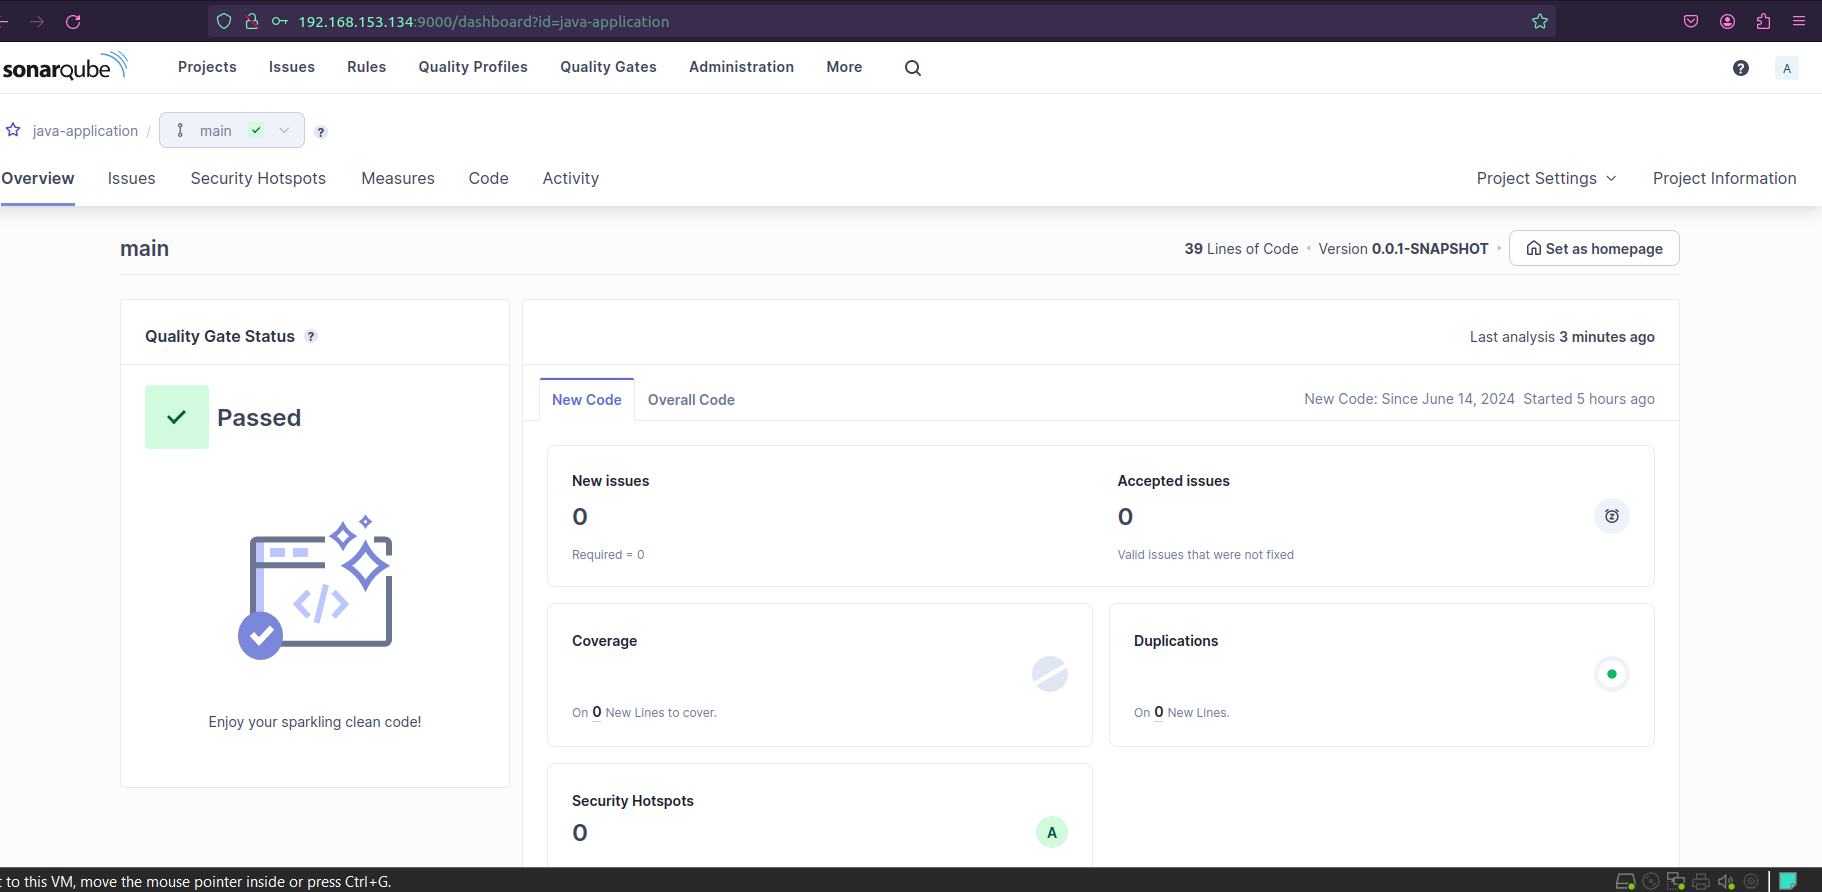 192.168.153.134:9000/dashboard?id=java-application
sonarqube Projects Issues Rules Quality Profiles Quality Gates Administration More ? A
java-application / main ?
Overview Issues Security Hotspots Measures Code Activity Project Settings Project Information
main 39 Lines of Code • Version 0.0.1-SNAPSHOT • Set as homepage
Quality Gate Status ?
Passed
Enjoy your sparkling clean code!
Last analysis 3 minutes ago
New Code Overall Code New Code: Since June 14, 2024 Started 5 hours ago
New issues
0
Required = 0
Accepted issues
0
Valid issues that were not fixed
Coverage
On 0 New Lines to cover.
Duplications
On 0 New Lines.
Security Hotspots
0 A
to this VM, move the mouse pointer inside or press Ctrl+G.